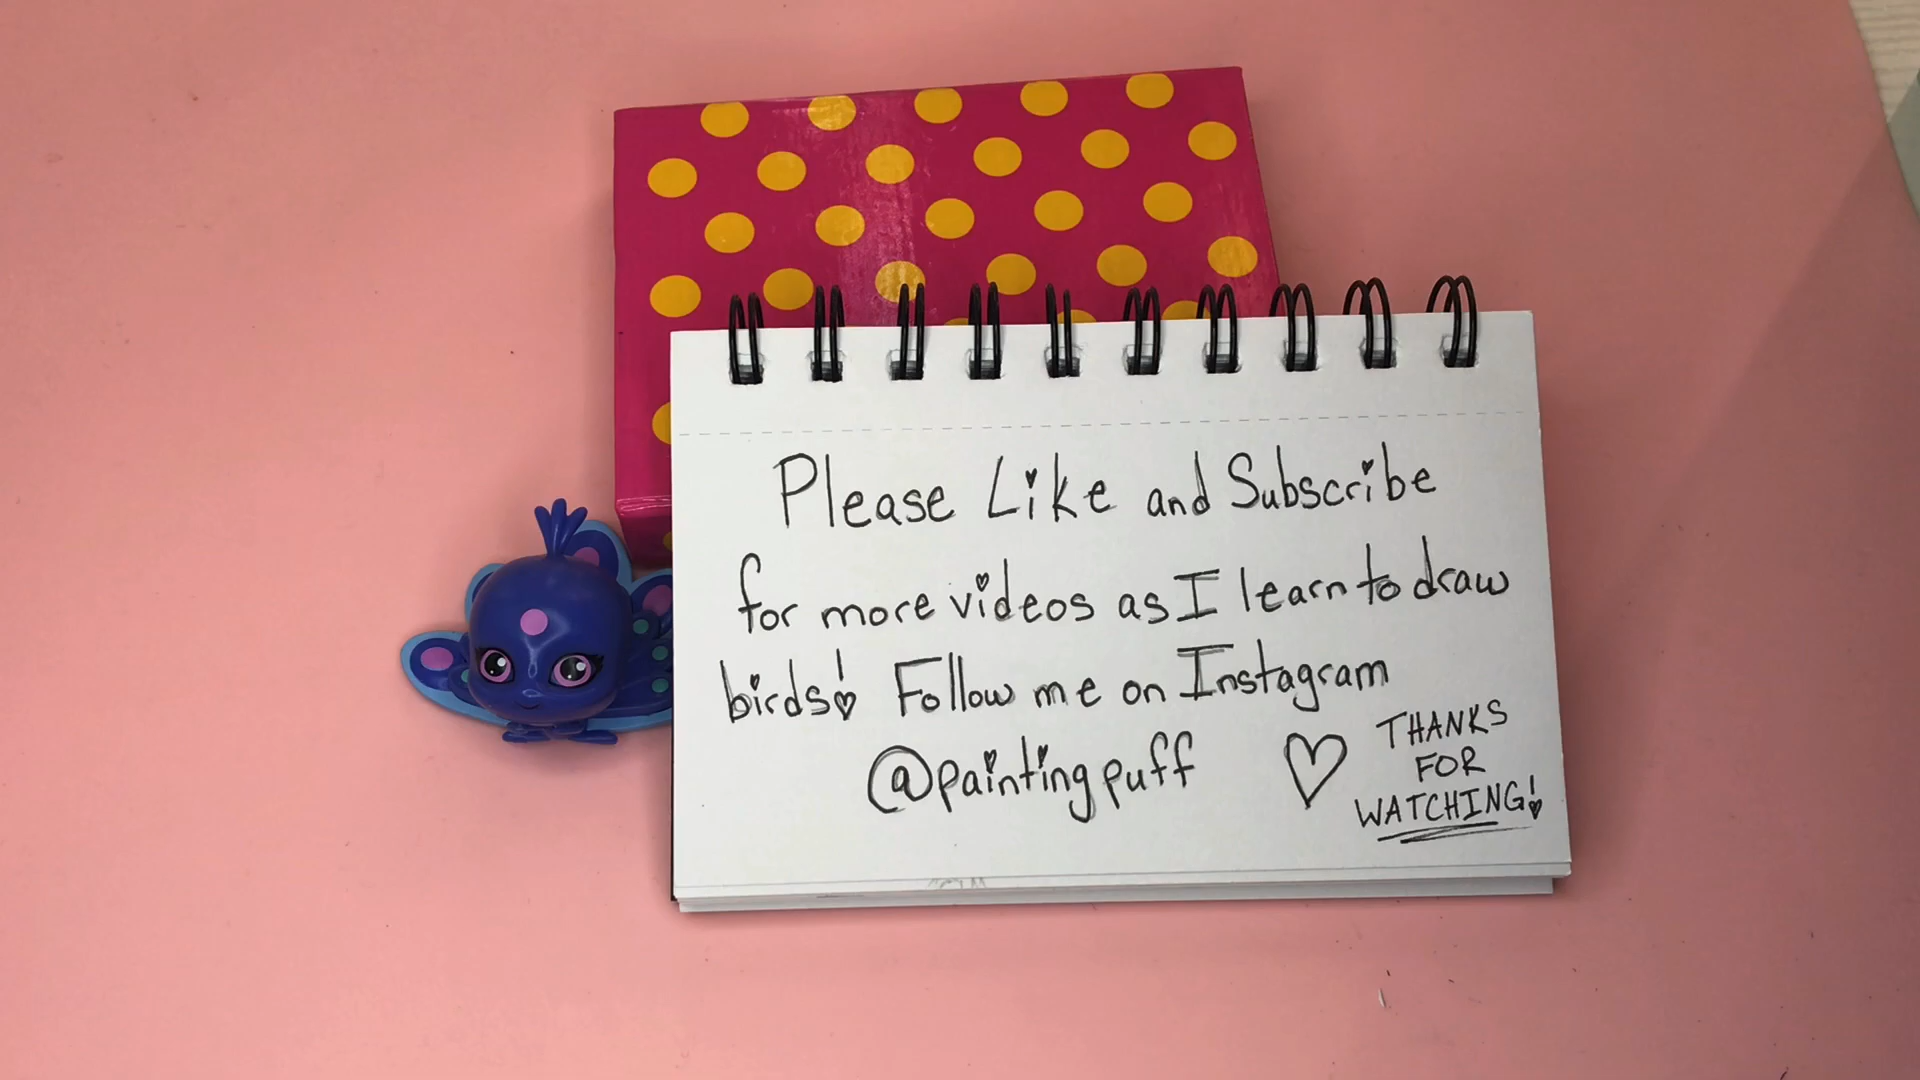 Please Like and Subscribe
for more videos as I learn to draw
birds! Follow me on Instagram
@paintingpuff
THANKS
FOR
WATCHING!